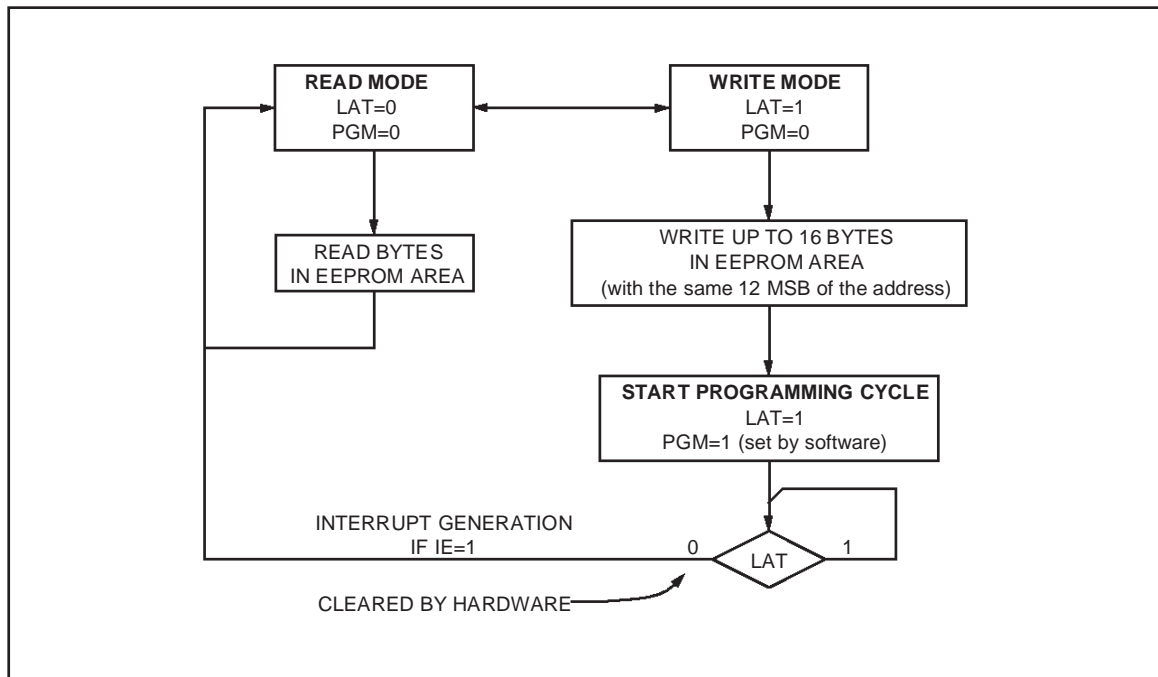 READ MODE
LAT=0
PGM=0
WRITE MODE
LAT=1
PGM=0
READ BYTES
IN EEPROM AREA
WRITE UP TO 16 BYTES
IN EEPROM AREA
(with the same 12 MSB of the address)
START PROGRAMMING CYCLE
LAT=1
PGM=1 (set by software)
INTERRUPT GENERATION
IF IE=1
0
LAT
1
CLEARED BY HARDWARE